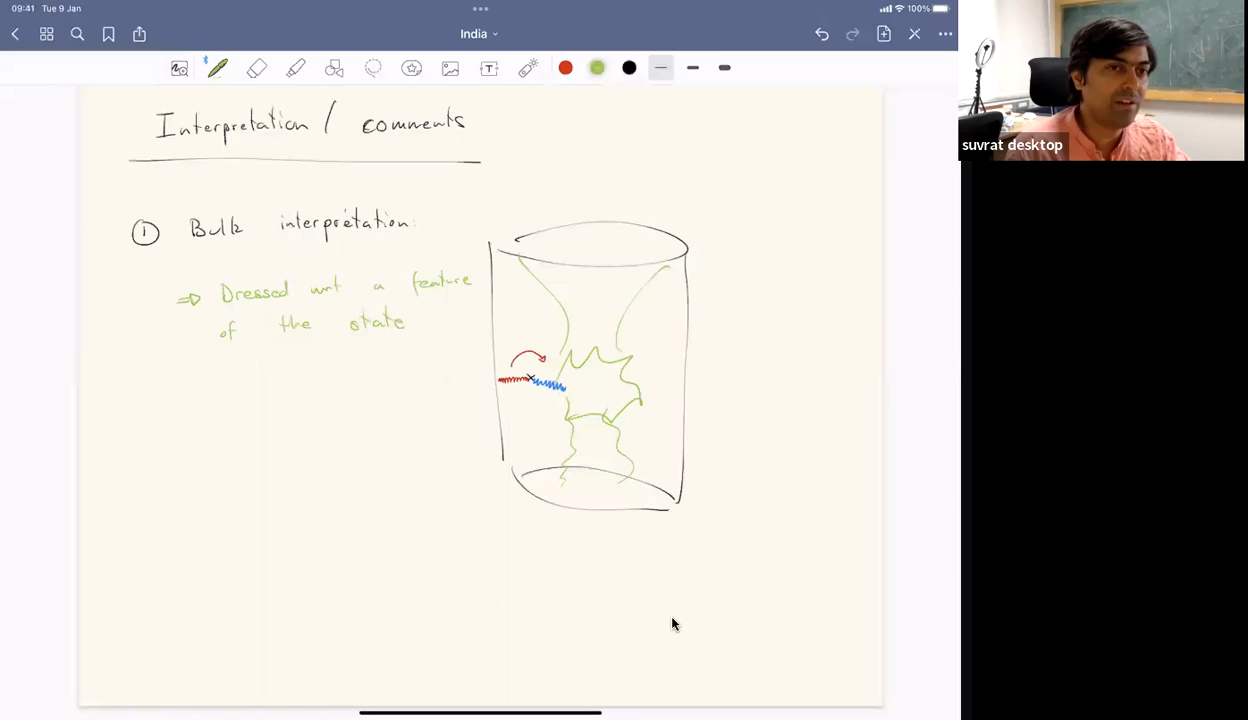 09:41 Tue 9 Jan
100%
India
Interpretation / comments
① Bulk interpretation:
⇒ Dressed wrt a feature
of the state
suvrat desktop